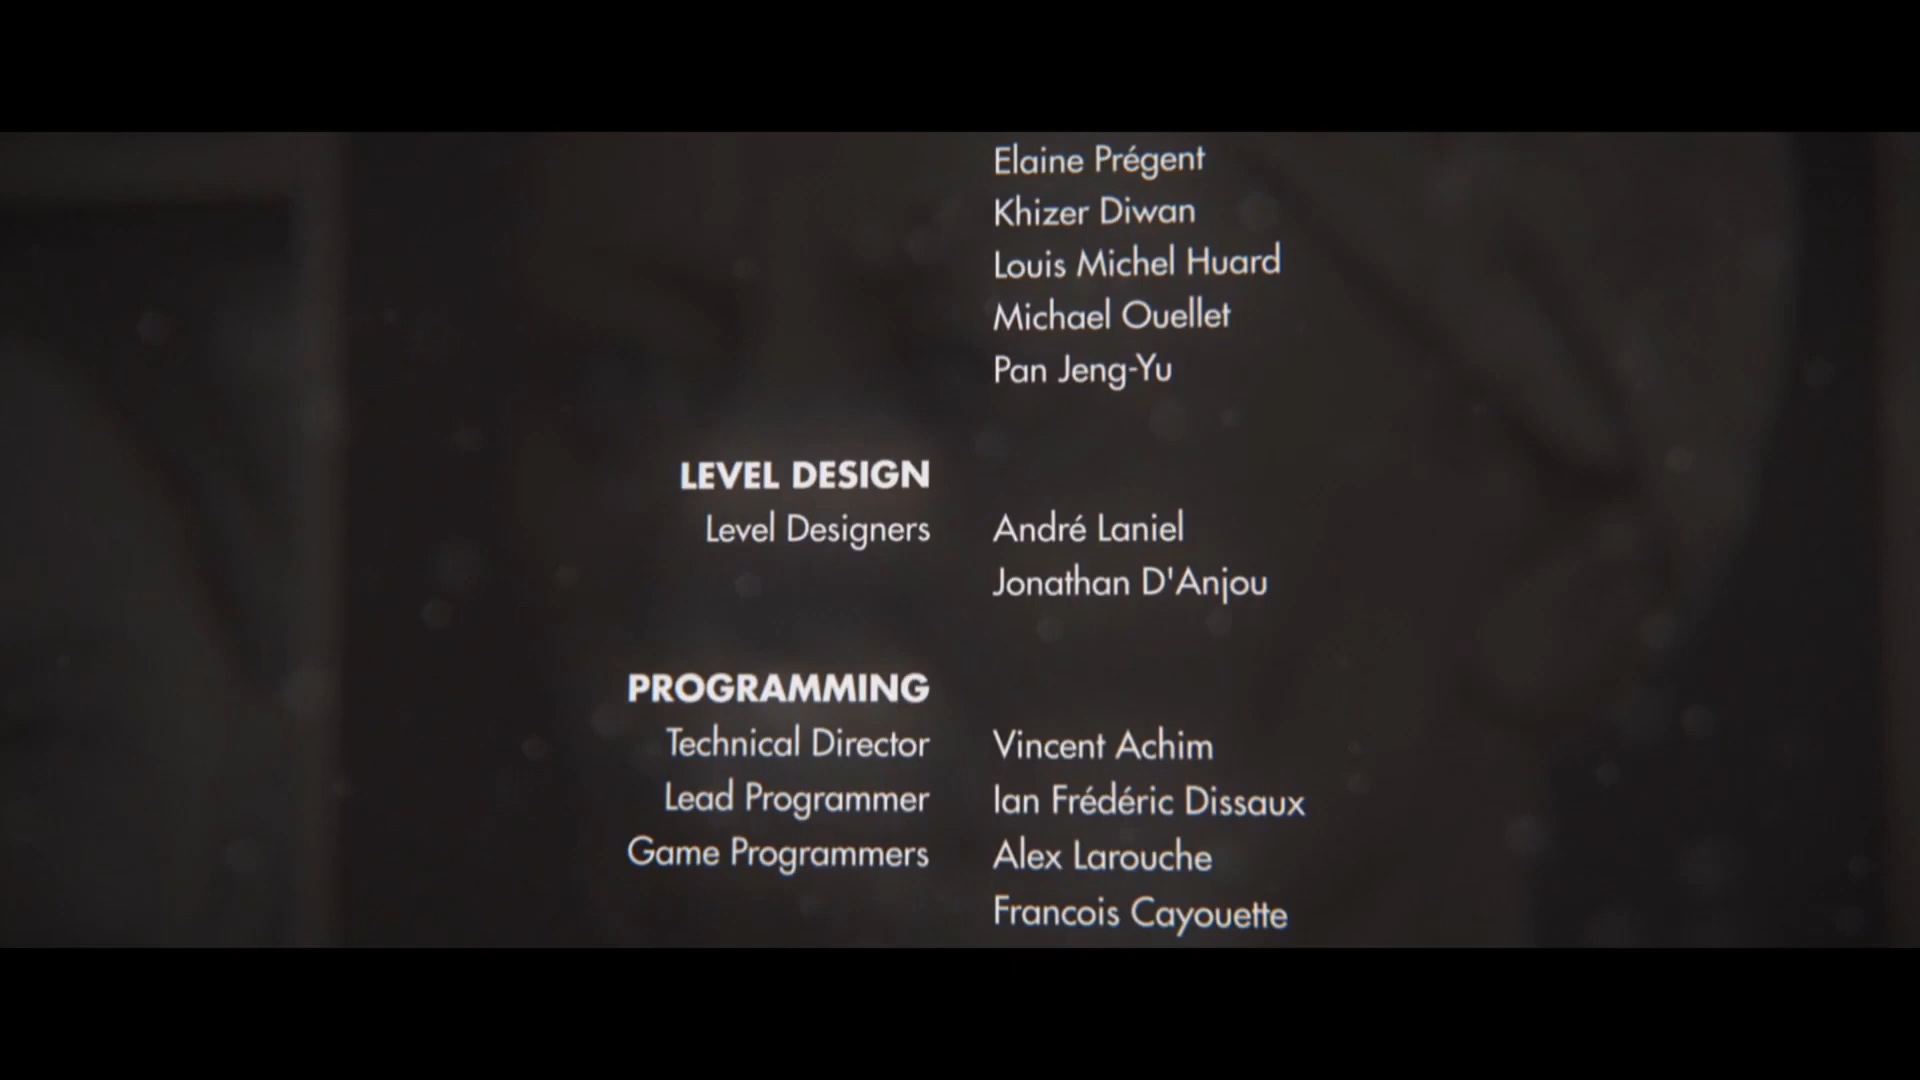 Elaine Prégent
Khizer Diwan
Louis Michel Huard
Michael Ouellet
Pan Jeng-Yu
LEVEL DESIGN
Level Designers André Laniel
Jonathan D'Anjou
PROGRAMMING
Technical Director Vincent Achim
Lead Programmer Ian Frédéric Dissaux
Game Programmers Alex Larouche
Francois Cayouette